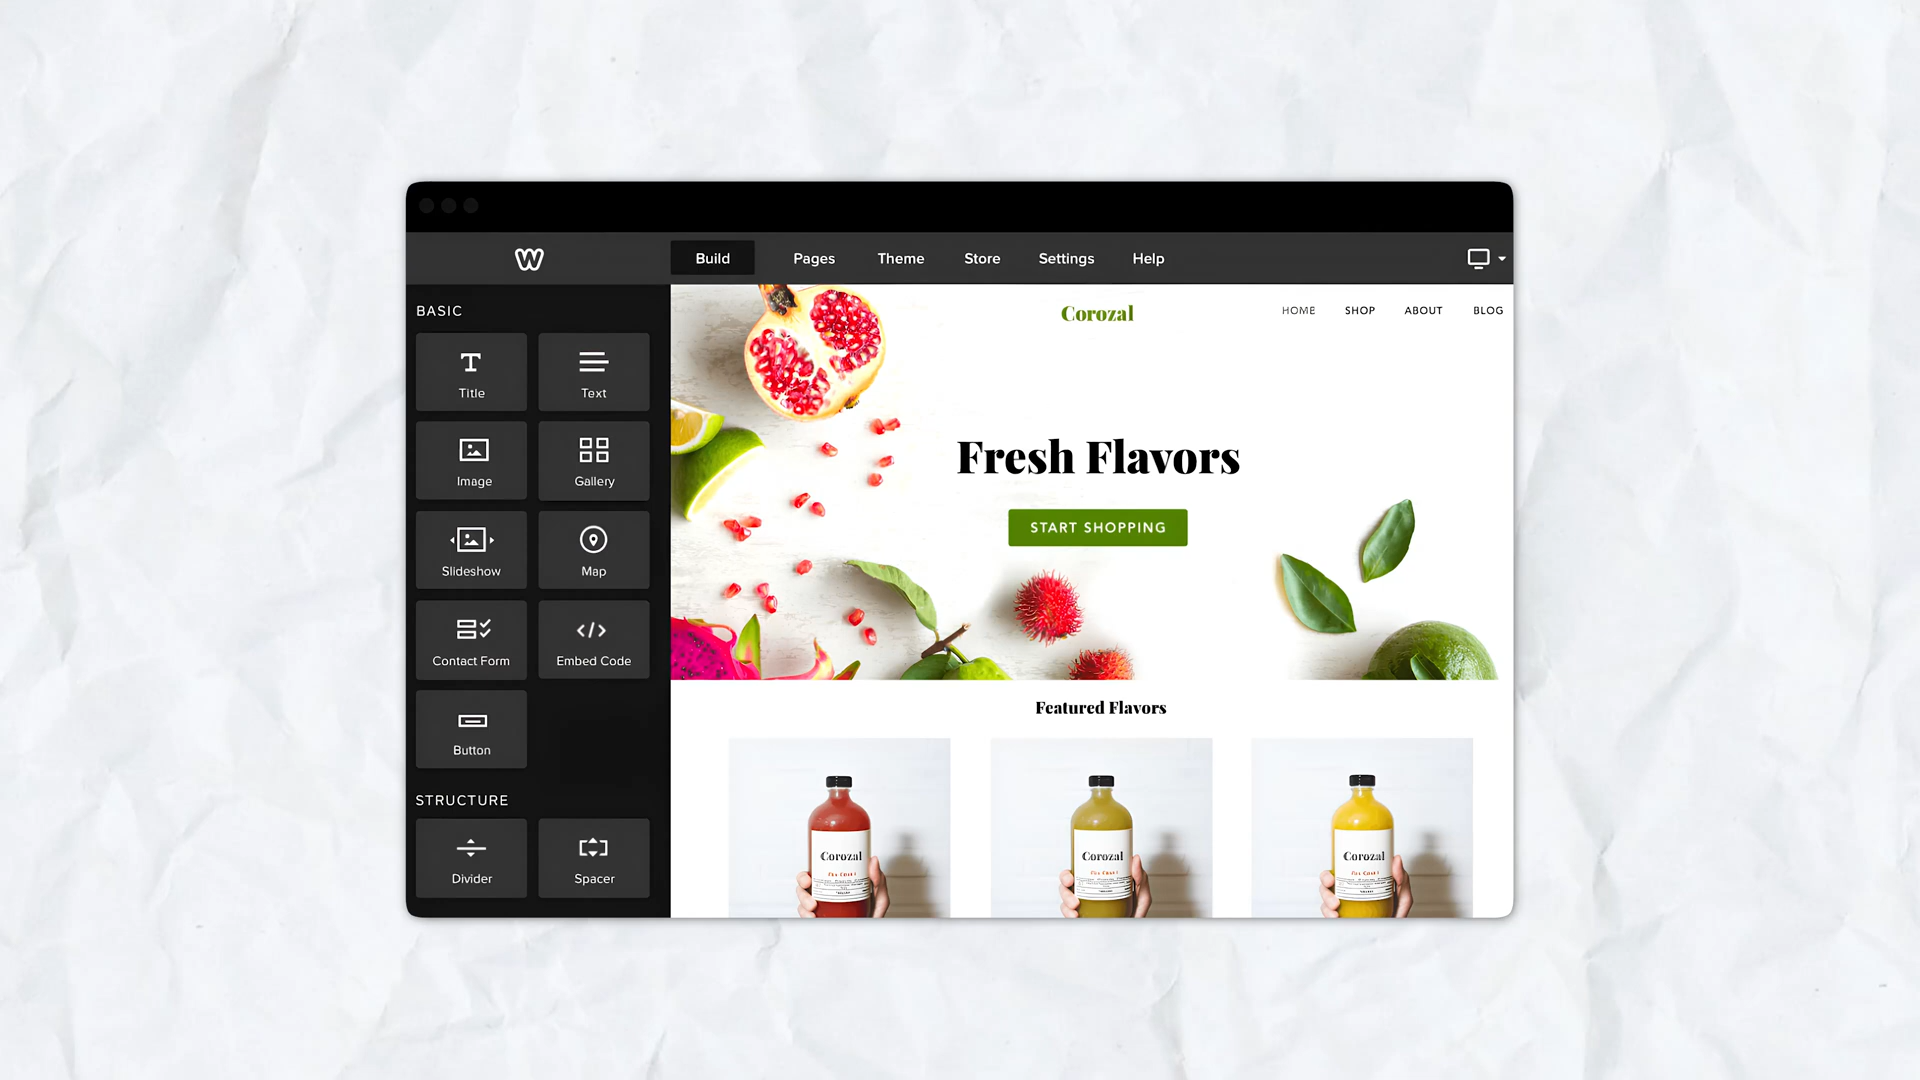 Build Pages Theme Store Settings Help
BASIC
Title Text
Image Gallery
Slideshow Map
Contact Form Embed Code
Button
STRUCTURE
Divider Spacer
Corozal
HOME SHOP ABOUT BLOG
Fresh Flavors
START SHOPPING
Featured Flavors
Corozal
Corozal
Corozal